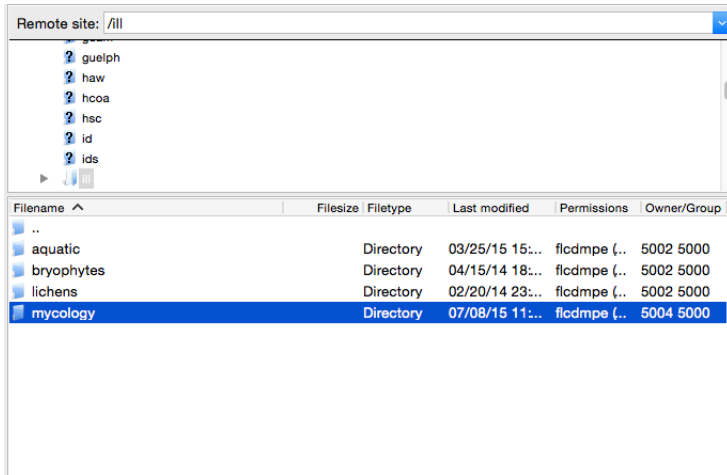 Remote site: /ill
guelph
haw
hcoa
hsc
id
ids
ill
Filename Filesize Filetype Last modified Permissions Owner/Group
..
aquatic Directory 03/25/15 15:... flcdmpe (... 5002 5000
bryophytes Directory 04/15/14 18:... flcdmpe (... 5002 5000
lichens Directory 02/20/14 23:... flcdmpe (... 5002 5000
mycology Directory 07/08/15 11:... flcdmpe (... 5004 5000